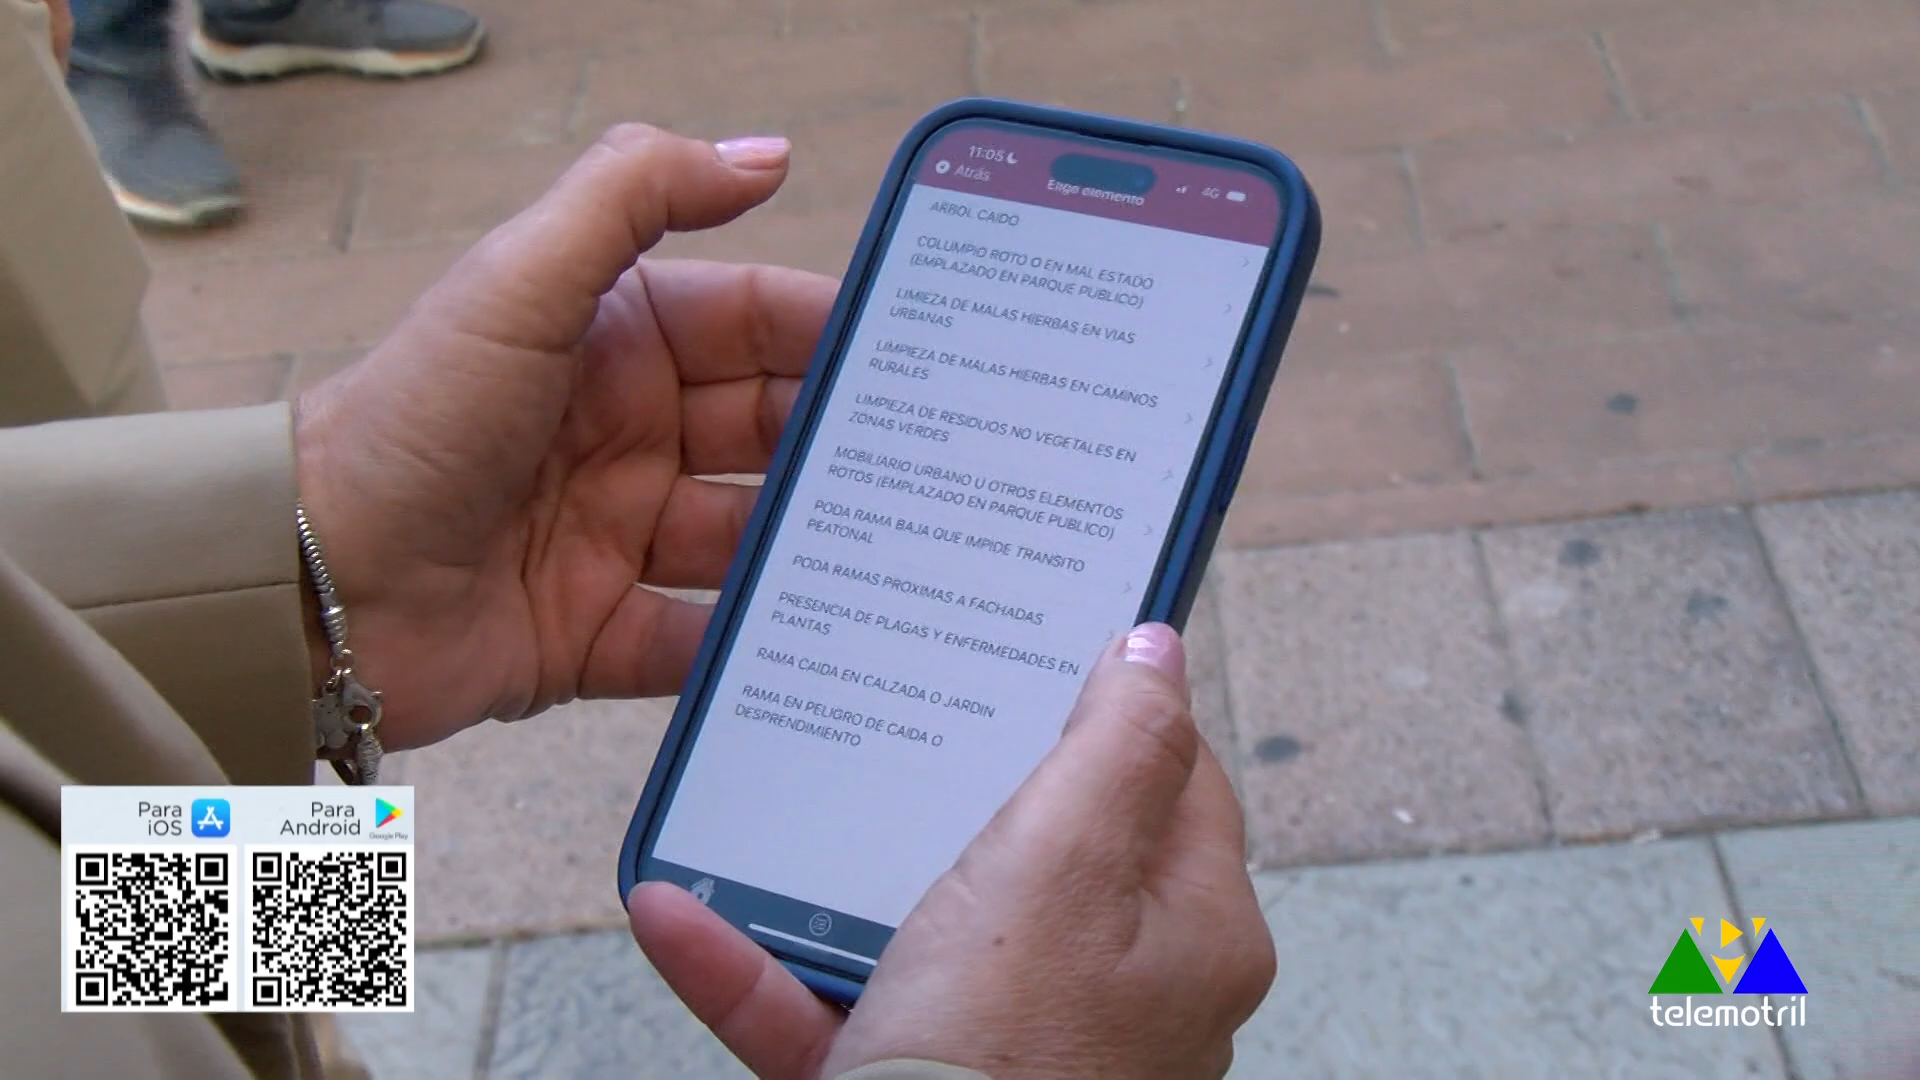 11:05
4G
Atrás
Elige elemento
ARBOL CAIDO
COLUMPIO ROTO O EN MAL ESTADO
(EMPLAZADO EN PARQUE PUBLICO)
LIMIEZA DE MALAS HIERBAS EN VIAS
URBANAS
LIMPIEZA DE MALAS HIERBAS EN CAMINOS
RURALES
LIMPIEZA DE RESIDUOS NO VEGETALES EN
ZONAS VERDES
MOBILIARIO URBANO U OTROS ELEMENTOS
ROTOS (EMPLAZADO EN PARQUE PUBLICO)
PODA RAMA BAJA QUE IMPIDE TRANSITO
PEATONAL
PODA RAMAS PROXIMAS A FACHADAS
PRESENCIA DE PLAGAS Y ENFERMEDADES EN
PLANTAS
RAMA CAIDA EN CALZADA O JARDIN
RAMA EN PELIGRO DE CAIDA O
DESPRENDIMIENTO
Para
iOS
Para
Android
Google Play
telemotril